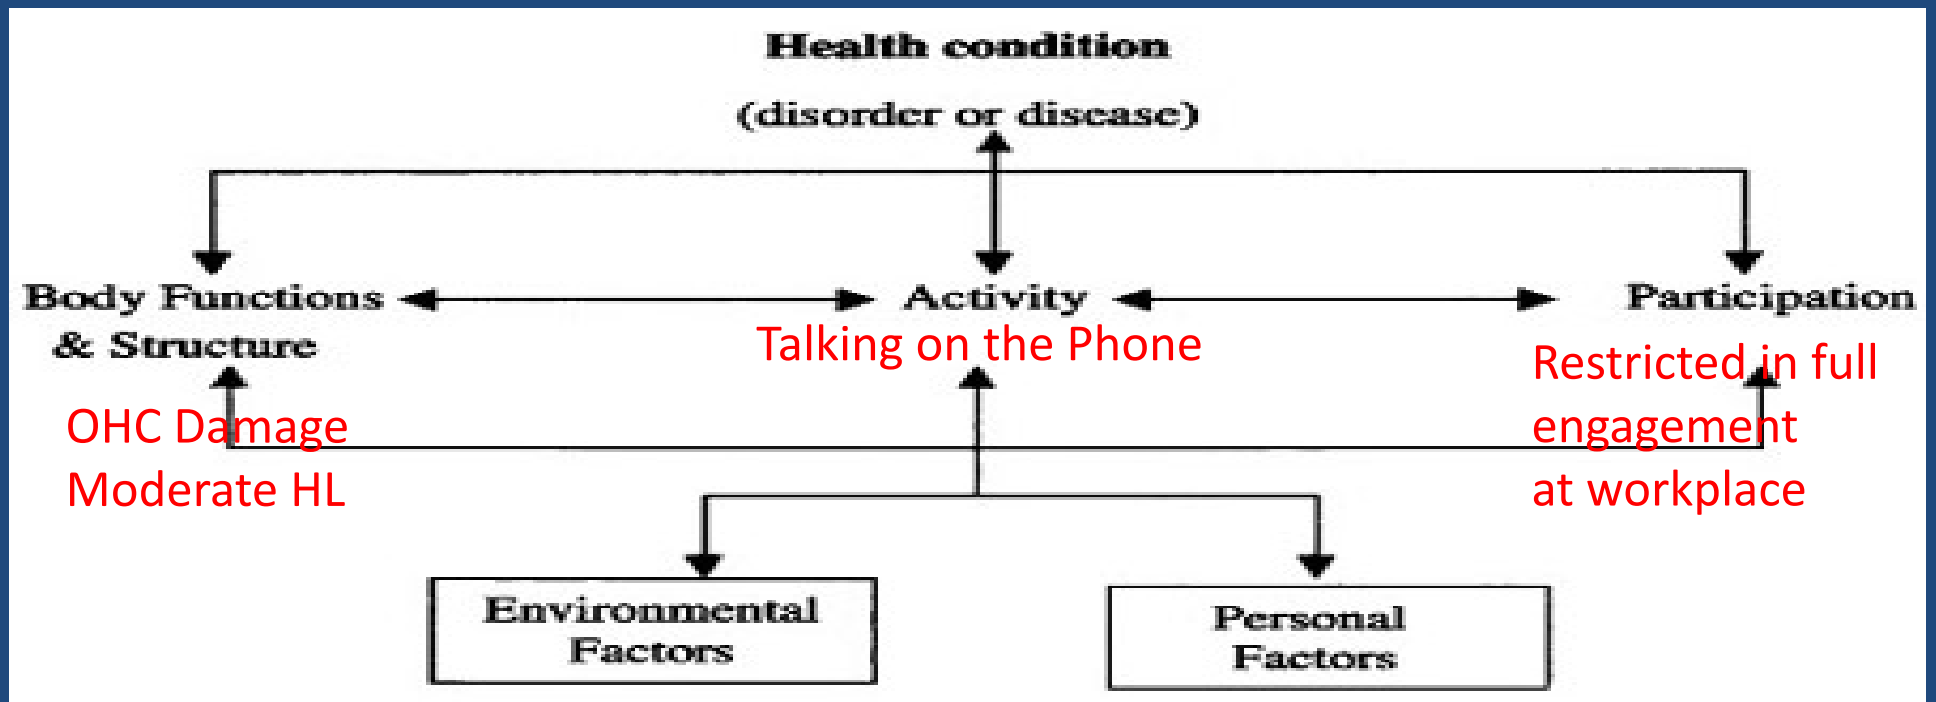 Health condition
(disorder or disease)
Body Functions
& Structure
Activity
Participation
Talking on the Phone
Restricted in full
engagement
at workplace
OHC Damage
Moderate HL
Environmental
Factors
Personal
Factors